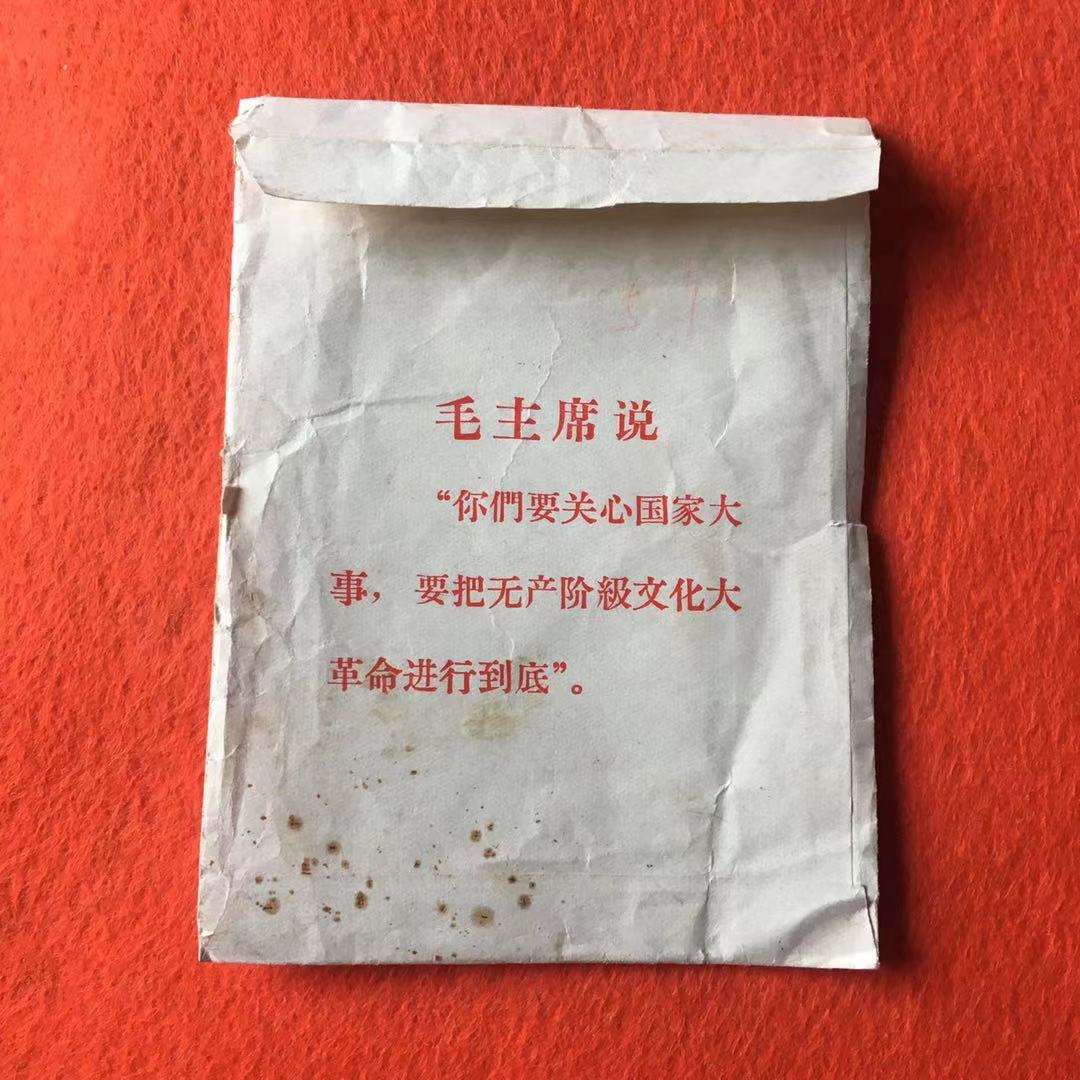 毛主席说
“你們要关心国家大
事，要把无产阶級文化大
革命进行到底”。